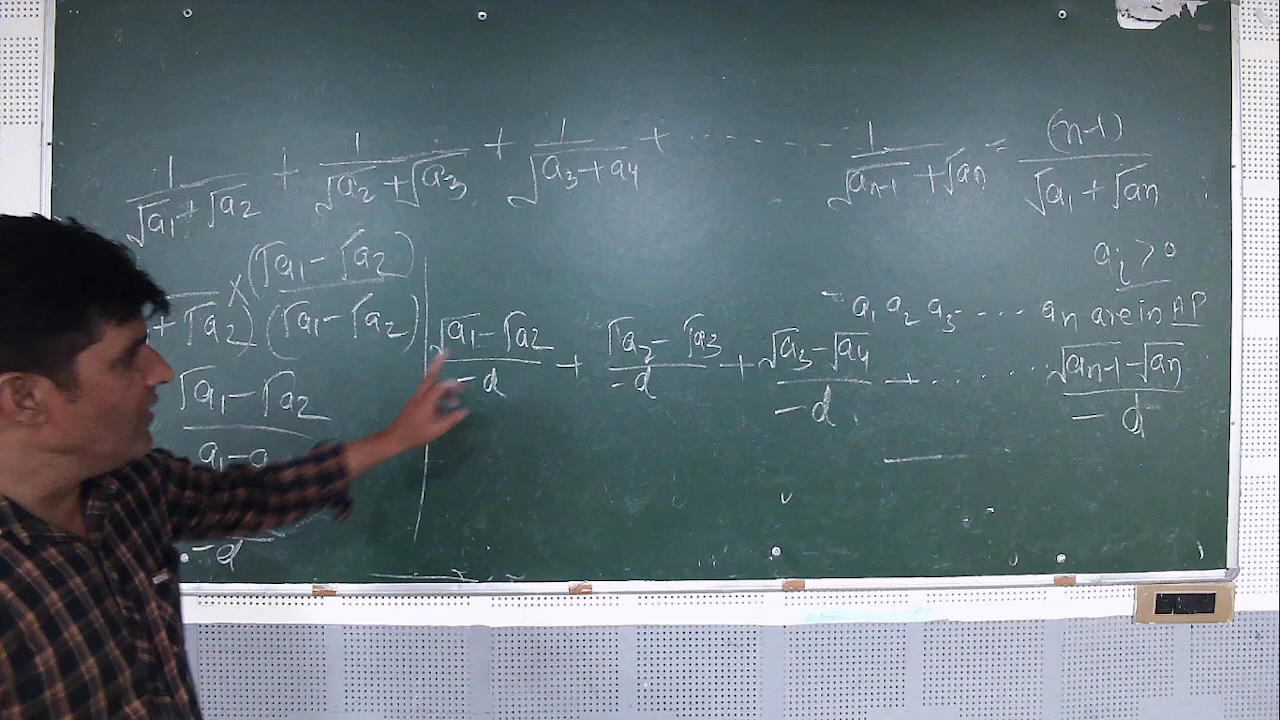 1/(√a1 + √a2) + 1/(√a2 + √a3) + 1/√(a3 + a4) + ........ 1/(√an-1 + √an) = (n-1)/(√a1 + √an)
ai > 0
a1 a2 a3 .... an are in AP
+ √a2) × (√a1 - √a2)/(√a1 - √a2)
(√a1 - √a2)/-d + (√a2 - √a3)/-d + (√a3 - √a4)/-d + ........ (√an-1 - √an)/-d
√a1 - √a2
a1 - a
-d